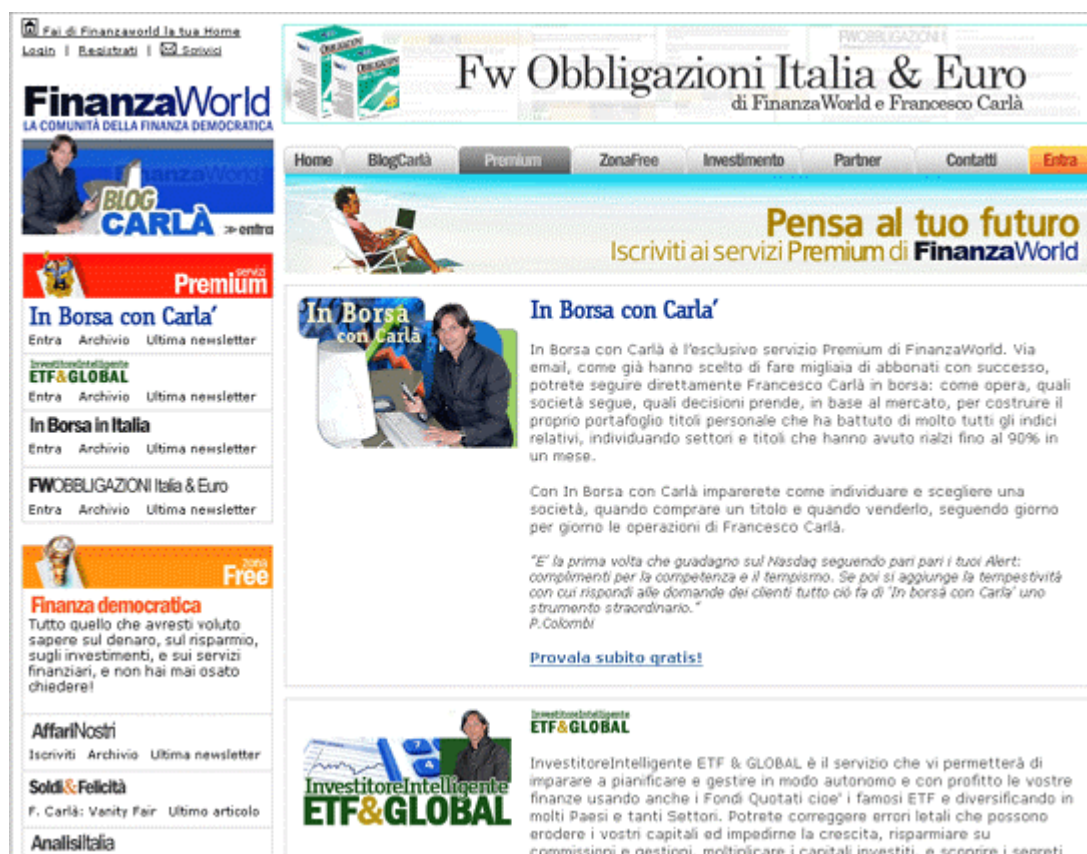 Fai di Finanzaworld la tua Home
Login | Registrati | Scrivici
FinanzaWorld
LA COMUNITÀ DELLA FINANZA DEMOCRATICA
BLOG
CARLÀ
>> entra
servizi
Premium
In Borsa con Carla'
Entra Archivio Ultima newsletter
InvestitoreIntelligente
ETF&GLOBAL
Entra Archivio Ultima newsletter
In Borsa in Italia
Entra Archivio Ultima newsletter
FWOBBLIGAZIONI Italia & Euro
Entra Archivio Ultima newsletter
zona
Free
Finanza democratica
Tutto quello che avresti voluto
sapere sul denaro, sul risparmio,
sugli investimenti, e sui servizi
finanziari, e non hai mai osato
chiedere!
AffariNostri
Iscriviti Archivio Ultima newsletter
Soldi&Felicità
F. Carlà: Vanity Fair Ultimo articolo
AnalisiItalia
FWOBBLIGAZIONI
Fw Obbligazioni Italia & Euro
di FinanzaWorld e Francesco Carlà
Home BlogCarlà Premium ZonaFree Investimento Partner Contatti Entra
Pensa al tuo futuro
Iscriviti ai servizi Premium di FinanzaWorld
In Borsa
con Carlà
In Borsa con Carla'
In Borsa con Carlà è l'esclusivo servizio Premium di FinanzaWorld. Via
email, come già hanno scelto di fare migliaia di abbonati con successo,
potrete seguire direttamente Francesco Carlà in borsa: come opera, quali
società segue, quali decisioni prende, in base al mercato, per costruire il
proprio portafoglio titoli personale che ha battuto di molto tutti gli indici
relativi, individuando settori e titoli che hanno avuto rialzi fino al 90% in
un mese.
Con In Borsa con Carlà imparerete come individuare e scegliere una
società, quando comprare un titolo e quando venderlo, seguendo giorno
per giorno le operazioni di Francesco Carlà.
"E' la prima volta che guadagno sul Nasdaq seguendo pari pari i tuoi Alert:
complimenti per la competenza e il tempismo. Se poi si aggiunge la tempestività
con cui rispondi alle domande dei clienti tutto ciò fa di 'In borsa con Carla' uno
strumento straordinario."
P.Colombi
Provala subito gratis!
InvestitoreIntelligente
ETF&GLOBAL
InvestitoreIntelligente
ETF&GLOBAL
InvestitoreIntelligente ETF & GLOBAL è il servizio che vi permetterà di
imparare a pianificare e gestire in modo autonomo e con profitto le vostre
finanze usando anche i Fondi Quotati cioe' i famosi ETF e diversificando in
molti Paesi e tanti Settori. Potrete correggere errori letali che possono
erodere i vostri capitali ed impedirne la crescita, risparmiare su
commissioni e gestioni, moltiplicare i capitali investiti, e scoprire i segreti